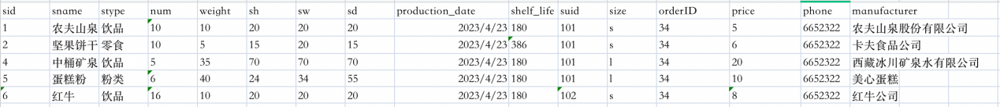 sid sname stype num weight sh sw sd production_date shelf_life suid size orderID price phone manufacturer
1 农夫山泉 饮品 10 10 20 20 20 2023/4/23 180 101 s 34 5 6652322 农夫山泉股份有限公司
2 坚果饼干 零食 10 5 15 20 15 2023/4/23 386 101 s 34 6 6652322 卡夫食品公司
4 中桶矿泉 饮品 5 35 70 70 70 2023/4/23 180 101 l 34 20 6652322 西藏冰川矿泉水有限公司
5 蛋糕粉 粉类 6 40 24 34 55 2023/4/23 180 101 l 34 10 6652322 美心蛋糕
6 红牛 饮品 16 10 20 20 20 2023/4/23 180 102 s 34 8 6652322 红牛公司